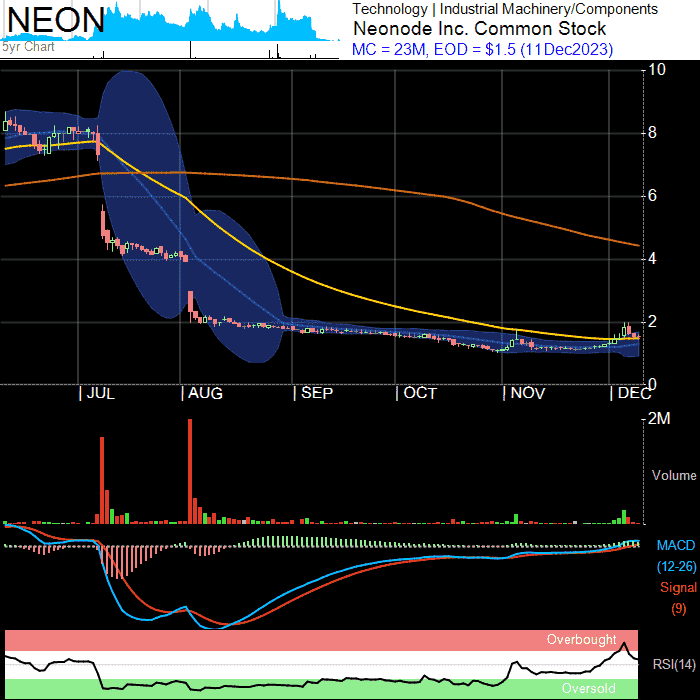 NEON
5yr Chart
Technology | Industrial Machinery/Components
Neonode Inc. Common Stock
MC = 23M, EOD = $1.5 (11Dec2023)
10
8
6
4
2
0
JUL
AUG
SEP
OCT
NOV
DEC
2M
Volume
MACD
(12-26)
Signal
(9)
Overbought
RSI(14)
Oversold